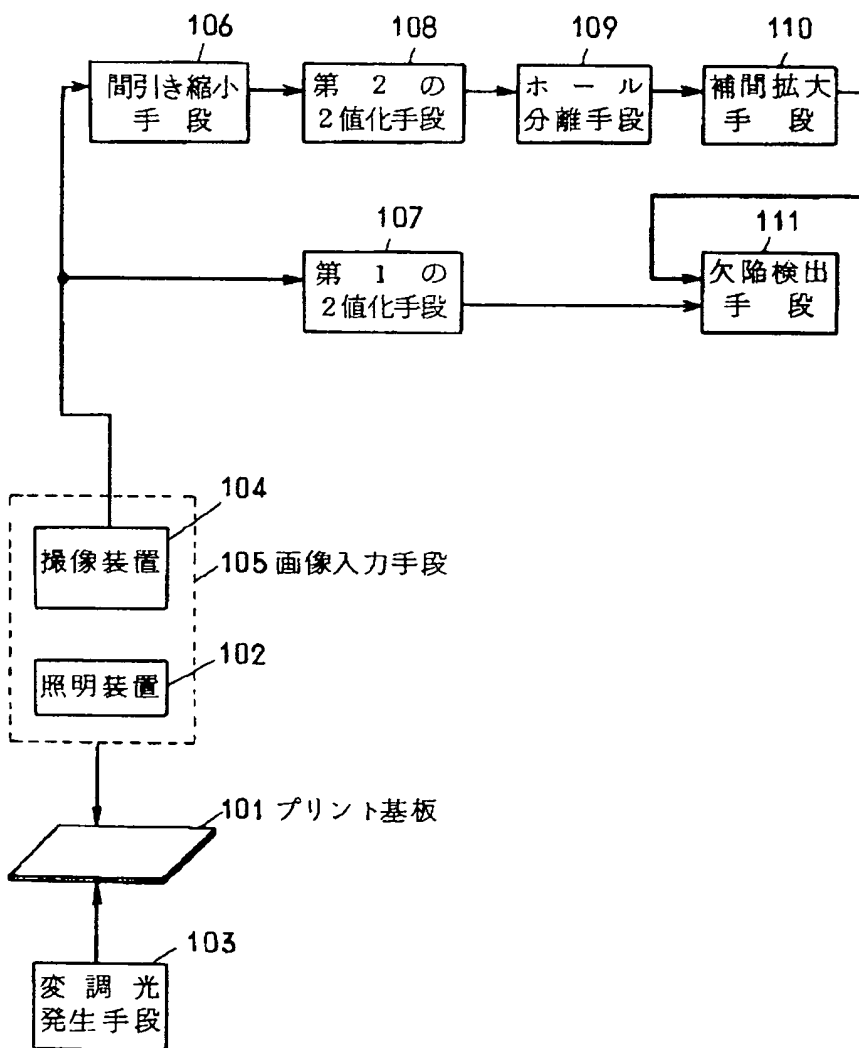 106
108
109
110
間引き縮小
手段
第2の
2値化手段
ホール
分離手段
補間拡大
手段
107
111
第1の
2値化手段
欠陥検出
手段
104
撮像装置
105 画像入力手段
102
照明装置
101 プリント基板
103
変調光
発生手段